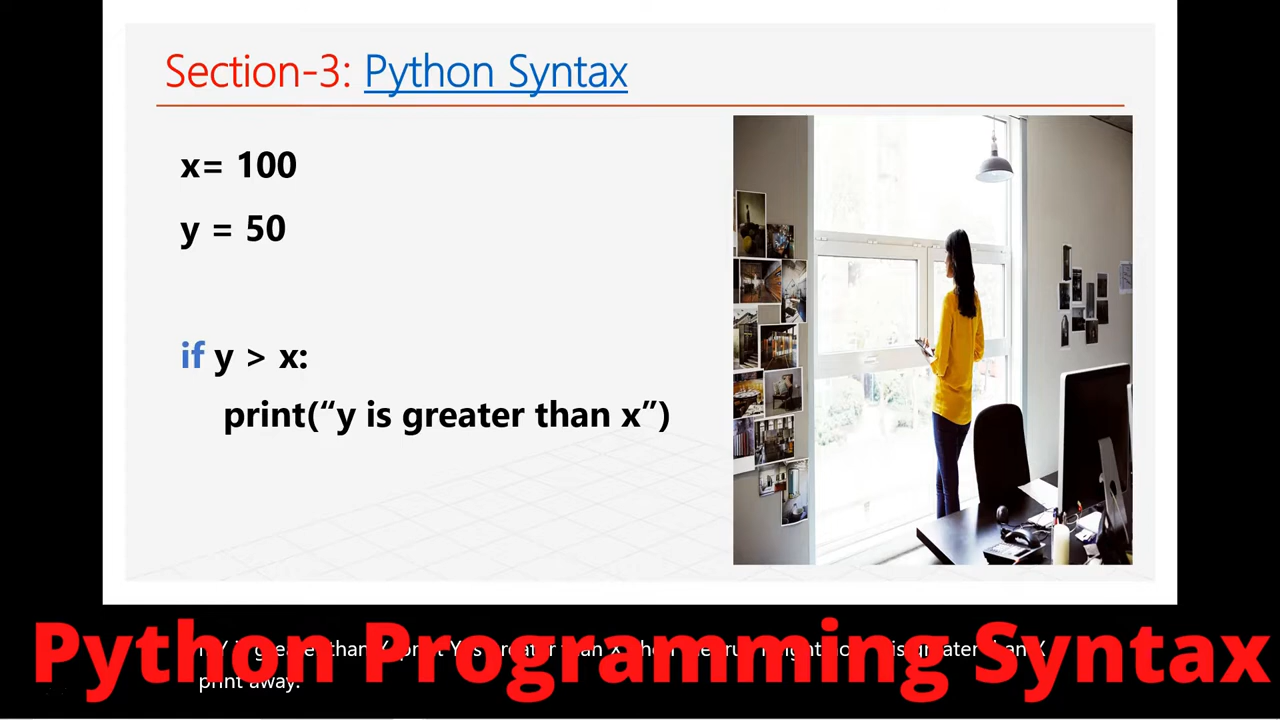 Section-3: Python Syntax
x= 100
y = 50
if y > x:
print(“y is greater than x”)
Python Programming Syntax
print away.